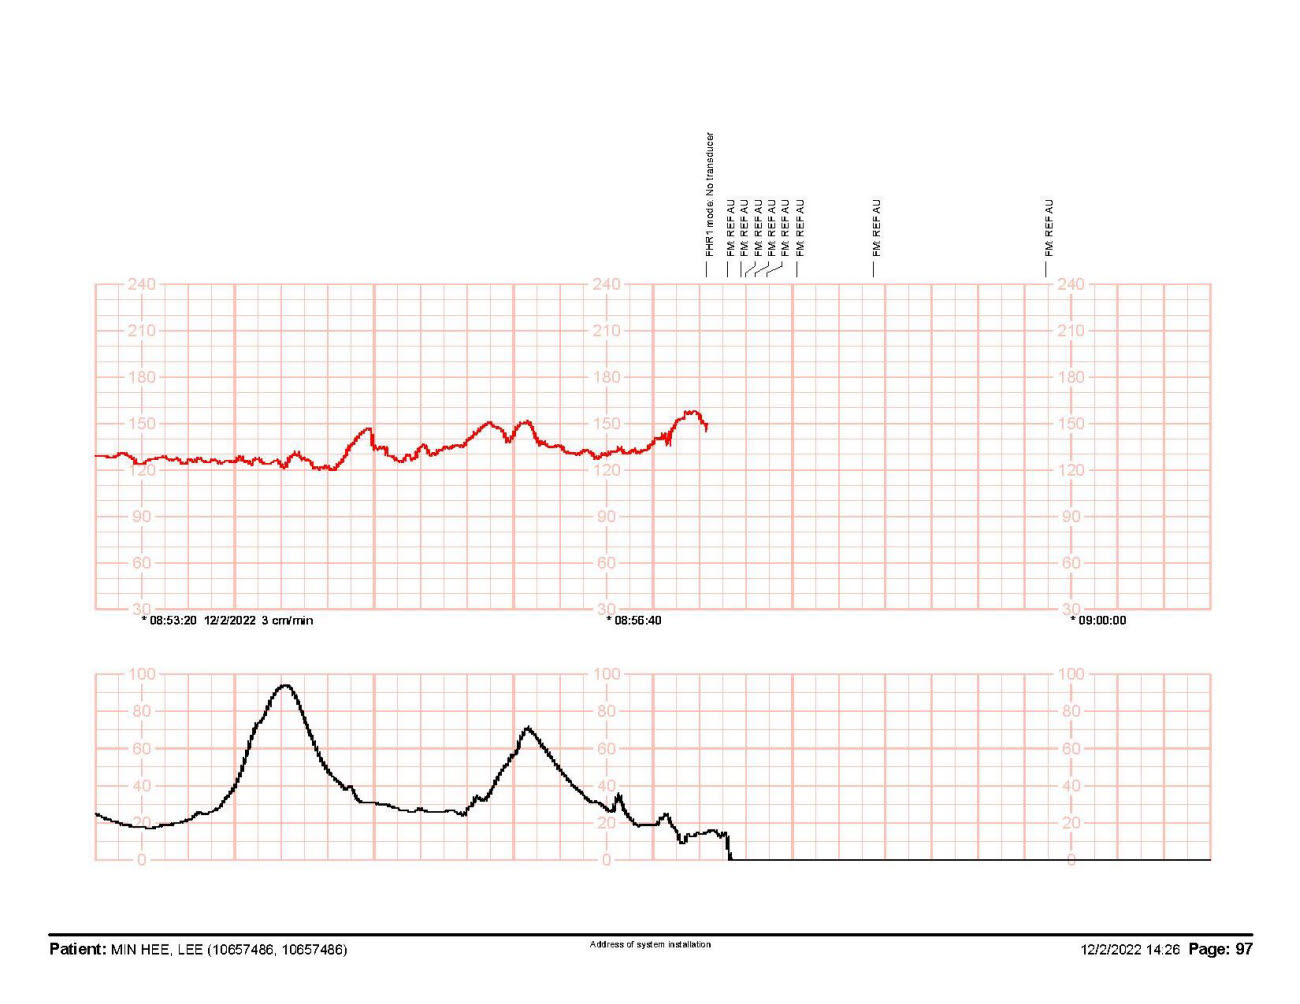 FHR1 mode: No transducer
FM: REF AU
FM: REF AU
FM: REF AU
FM: REF AU
FM: REF AU
FM: REF AU
FM: REF AU
FM: REF AU
240 240 240
210 210 210
180 180 180
150 150 150
120 120 120
90 90 90
60 60 60
30 30 30
* 08:53:20 12/2/2022 3 cm/min * 08:56:40 * 09:00:00
100 100 100
80 80 80
60 60 60
40 40 40
20 20 20
0 0 0
Patient: MIN HEE, LEE (10657486, 10657486) Address of system installation 12/2/2022 14:26 Page: 97